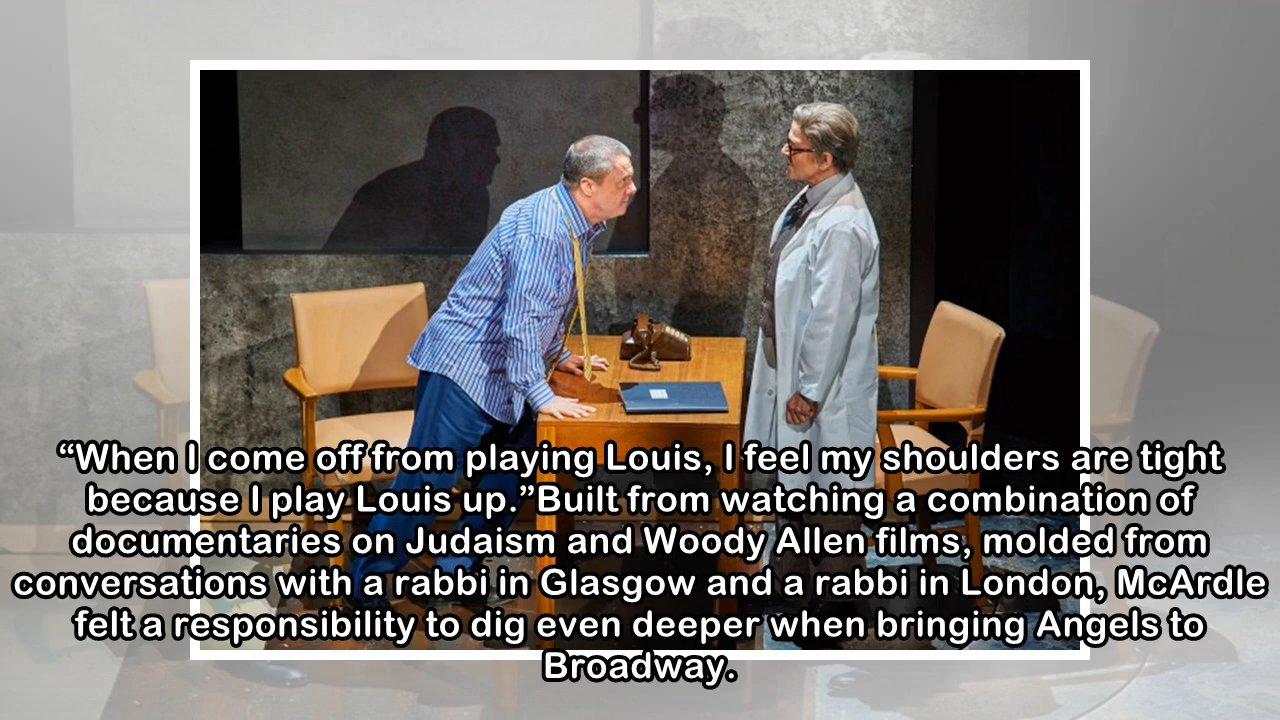 “When I come off from playing Louis, I feel my shoulders are tight
because I play Louis up.”Built from watching a combination of
documentaries on Judaism and Woody Allen films, molded from
conversations with a rabbi in Glasgow and a rabbi in London, McArdle
felt a responsibility to dig even deeper when bringing Angels to
Broadway.